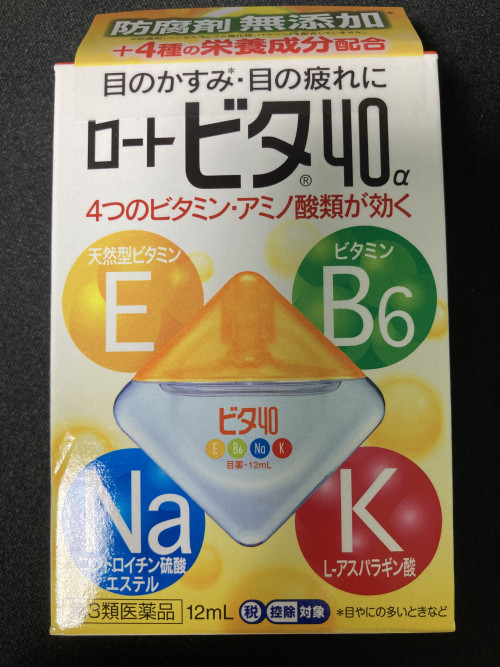 防腐剤 無添加
+4種の栄養成分配合
目のかすみ*・目の疲れに
ロートビタ40α
®
4つのビタミン・アミノ酸類が効く
天然型ビタミン
E
ビタミン
B6
ビタ40
E B6 Na K
目薬・12mL
Na
コンドロイチン硫酸
エステル
K
L-アスパラギン酸
第3類医薬品 12mL 税 控除 対象 *目やにの多いときなど